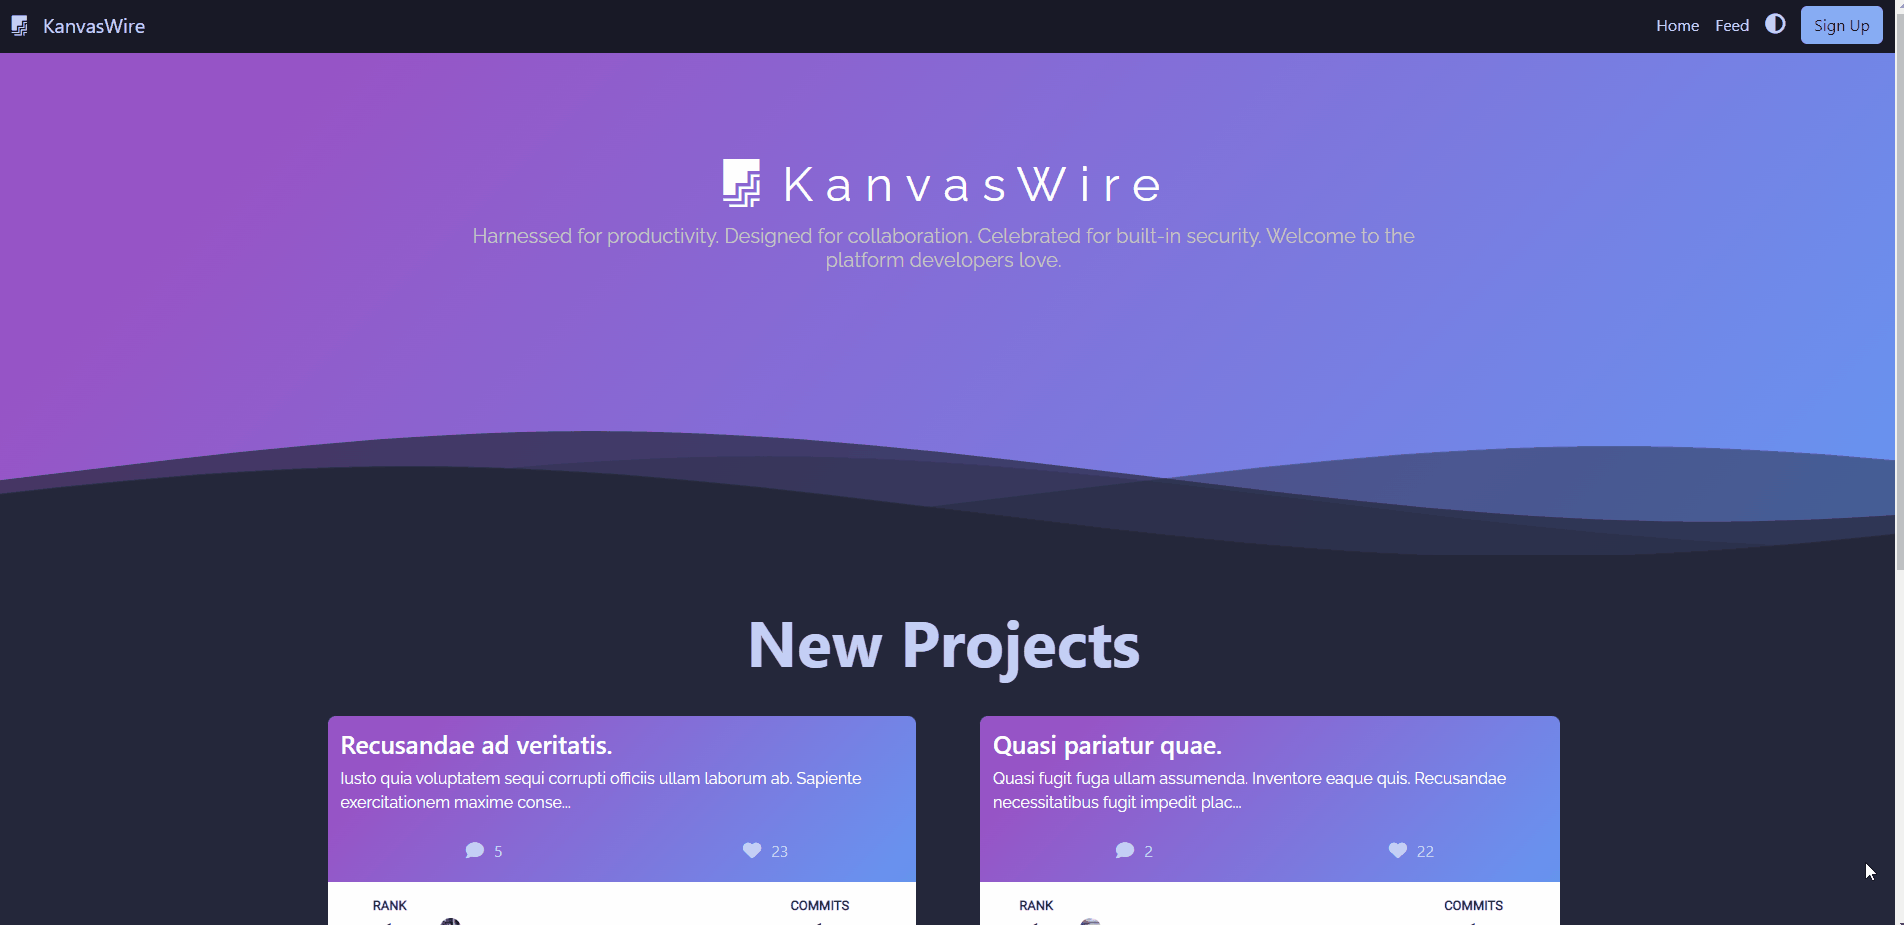 KanvasWire
Home Feed Sign Up
KanvasWire
Harnessed for productivity. Designed for collaboration. Celebrated for built-in security. Welcome to the
platform developers love.
New Projects
Recusandae ad veritatis.
Iusto quia voluptatem sequi corrupti officiis ullam laborum ab. Sapiente
exercitationem maxime conse...
5 23
RANK COMMITS
Quasi pariatur quae.
Quasi fugit fuga ullam assumenda. Inventore eaque quis. Recusandae
necessitatibus fugit impedit plac...
2 22
RANK COMMITS